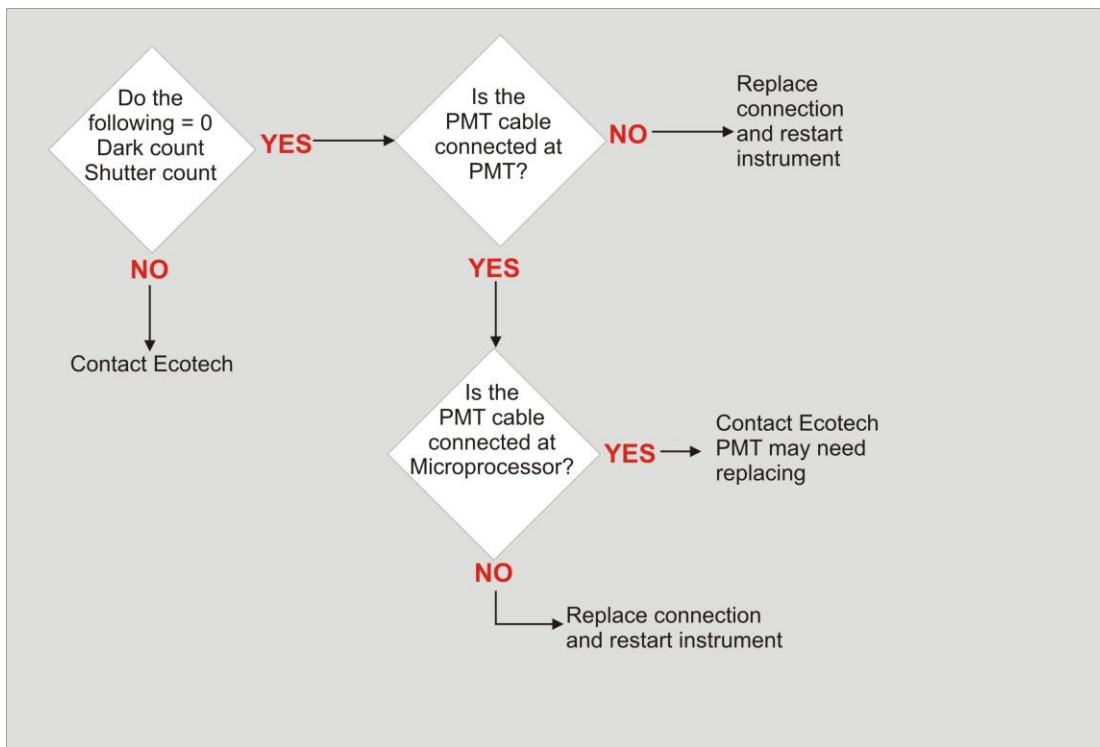 Do the
following = 0
Dark count
Shutter count
YES
Is the
PMT cable
connected at
PMT?
NO
Replace
connection
and restart
instrument
NO
Contact Ecotech
YES
Is the
PMT cable
connected at
Microprocessor?
YES
Contact Ecotech
PMT may need
replacing
NO
Replace connection
and restart instrument